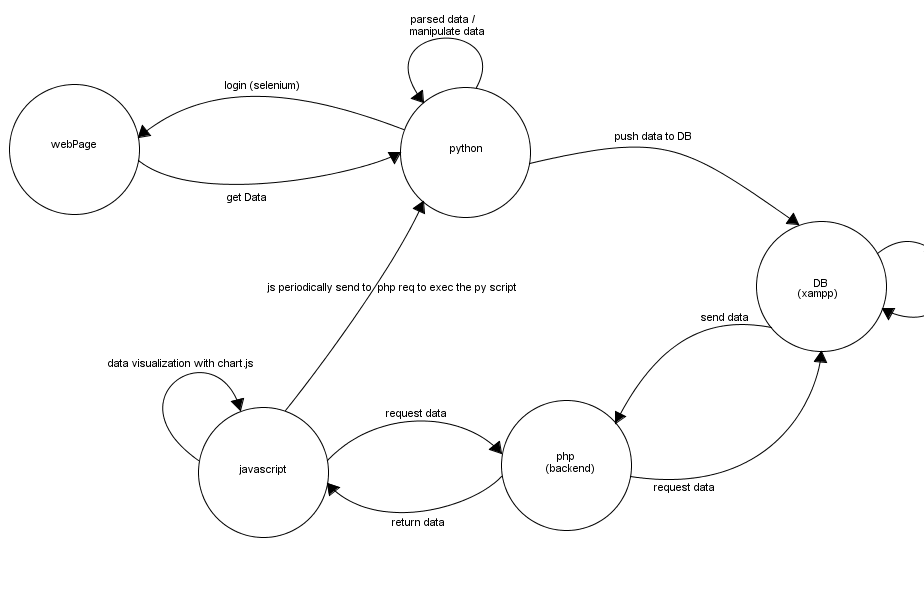 parsed data /
manipulate data
login (selenium)
webPage
python
push data to DB
get Data
js periodically send to php req to exec the py script
DB
(xampp)
send data
data visualization with chart.js
request data
javascript
php
(backend)
request data
return data